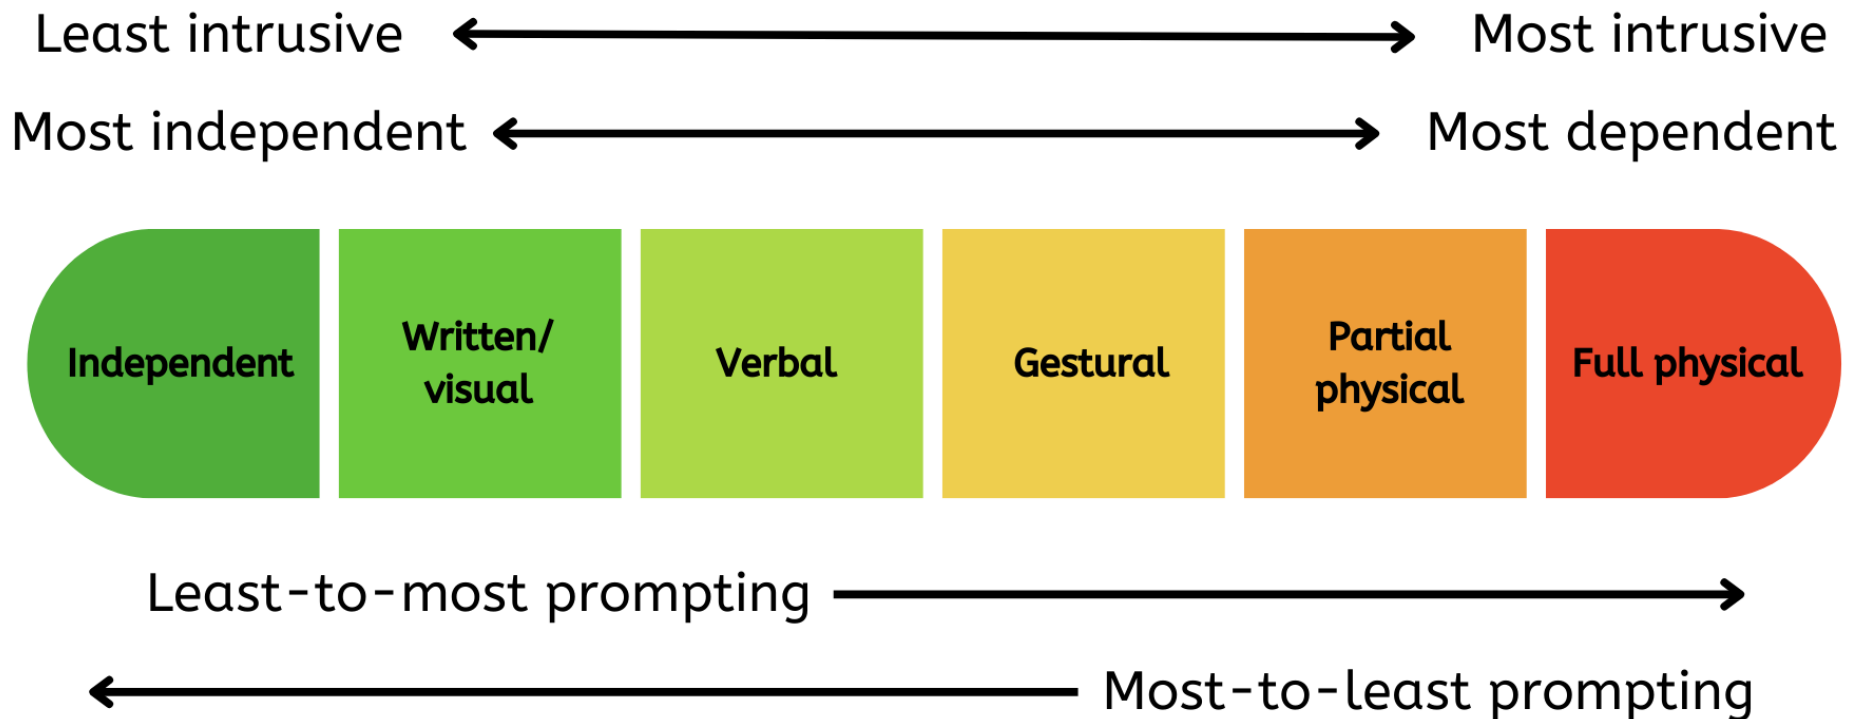 Least intrusive
Most intrusive
Most independent
Most dependent
Independent
Written/
visual
Verbal
Gestural
Partial
physical
Full physical
Least-to-most prompting
Most-to-least prompting